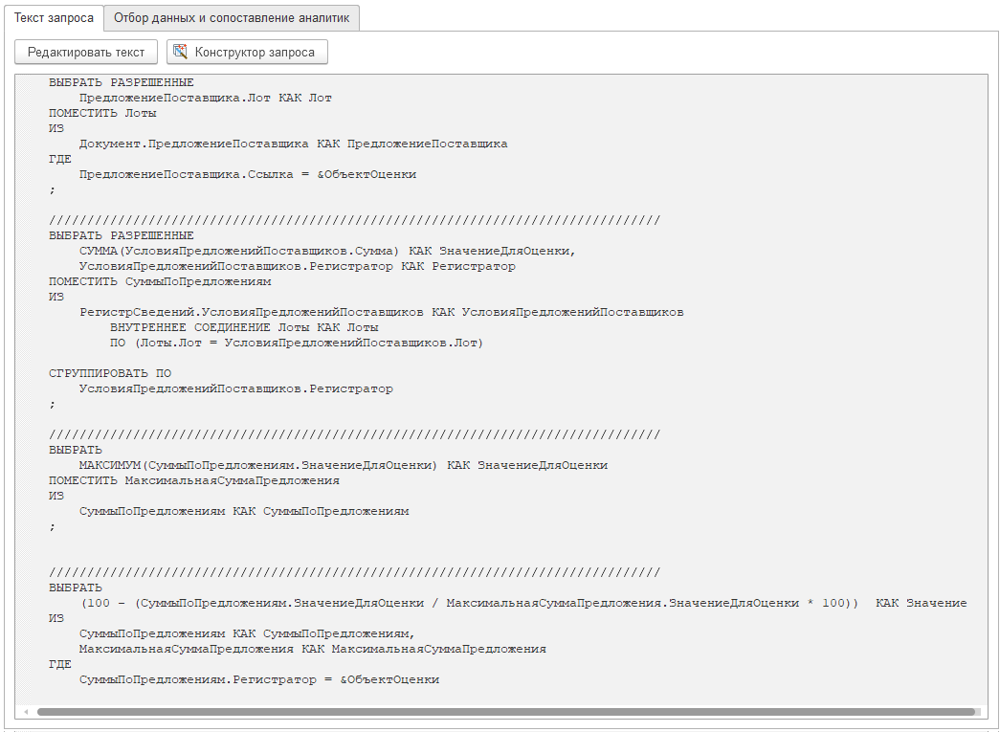 Текст запроса
Отбор данных и сопоставление аналитик
Редактировать текст
Конструктор запроса
ВЫБРАТЬ РАЗРЕШЕННЫЕ
    ПредложениеПоставщика.Лот КАК Лот
ПОМЕСТИТЬ Лоты
ИЗ
    Документ.ПредложениеПоставщика КАК ПредложениеПоставщика
ГДЕ
    ПредложениеПоставщика.Ссылка = &ОбъектОценки
;
////////////////////////////////////////////////////////////////////////////////
ВЫБРАТЬ РАЗРЕШЕННЫЕ
    СУММА(УсловияПредложенийПоставщиков.Сумма) КАК ЗначениеДляОценки,
    УсловияПредложенийПоставщиков.Регистратор КАК Регистратор
ПОМЕСТИТЬ СуммыПоПредложениям
ИЗ
    РегистрСведений.УсловияПредложенийПоставщиков КАК УсловияПредложенийПоставщиков
        ВНУТРЕННЕЕ СОЕДИНЕНИЕ Лоты КАК Лоты
        ПО (Лоты.Лот = УсловияПредложенийПоставщиков.Лот)
СГРУППИРОВАТЬ ПО
    УсловияПредложенийПоставщиков.Регистратор
;
////////////////////////////////////////////////////////////////////////////////
ВЫБРАТЬ
    МАКСИМУМ(СуммыПоПредложениям.ЗначениеДляОценки) КАК ЗначениеДляОценки
ПОМЕСТИТЬ МаксимальнаяСуммаПредложения
ИЗ
    СуммыПоПредложениям КАК СуммыПоПредложениям
;
////////////////////////////////////////////////////////////////////////////////
ВЫБРАТЬ
    (100 - (СуммыПоПредложениям.ЗначениеДляОценки / МаксимальнаяСуммаПредложения.ЗначениеДляОценки * 100))  КАК Значение
ИЗ
    СуммыПоПредложениям КАК СуммыПоПредложениям,
    МаксимальнаяСуммаПредложения КАК МаксимальнаяСуммаПредложения
ГДЕ
    СуммыПоПредложениям.Регистратор = &ОбъектОценки